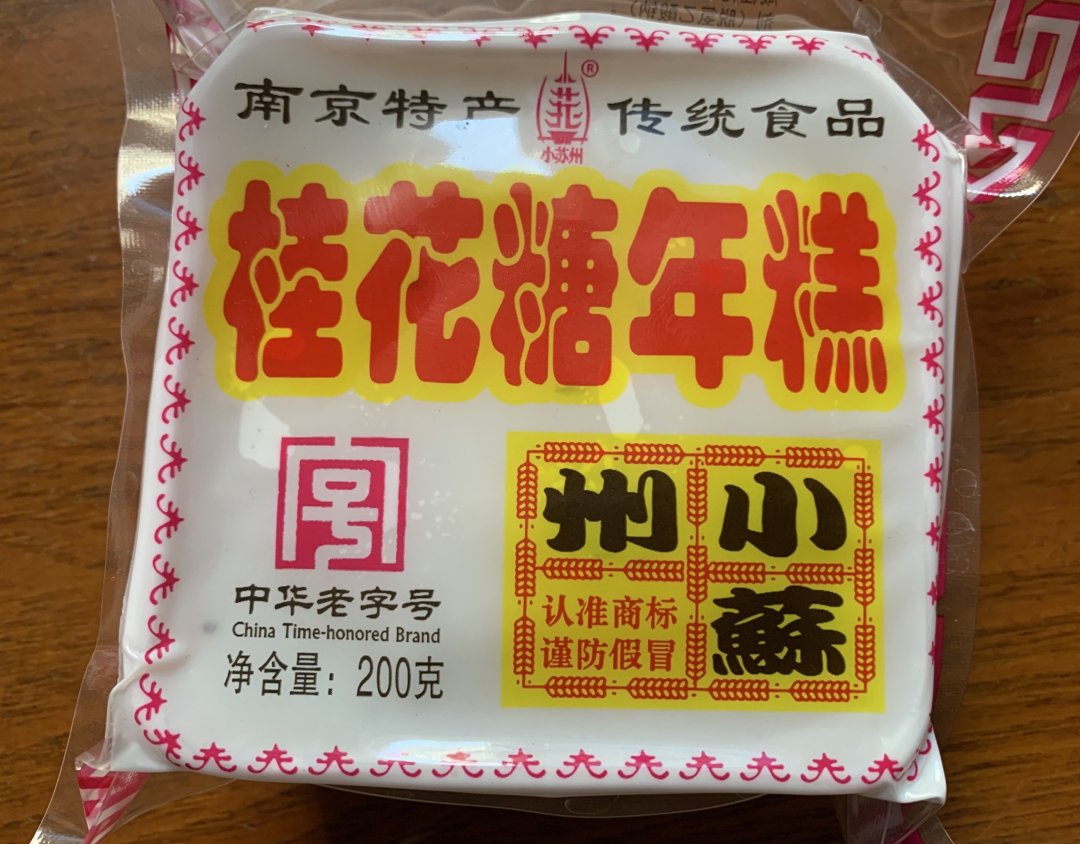 南京特产
®
小苏州
传统食品
桂花糖年糕
号
中华老字号
China Time-honored Brand
净含量：200克
小蘇州
认准商标
谨防假冒